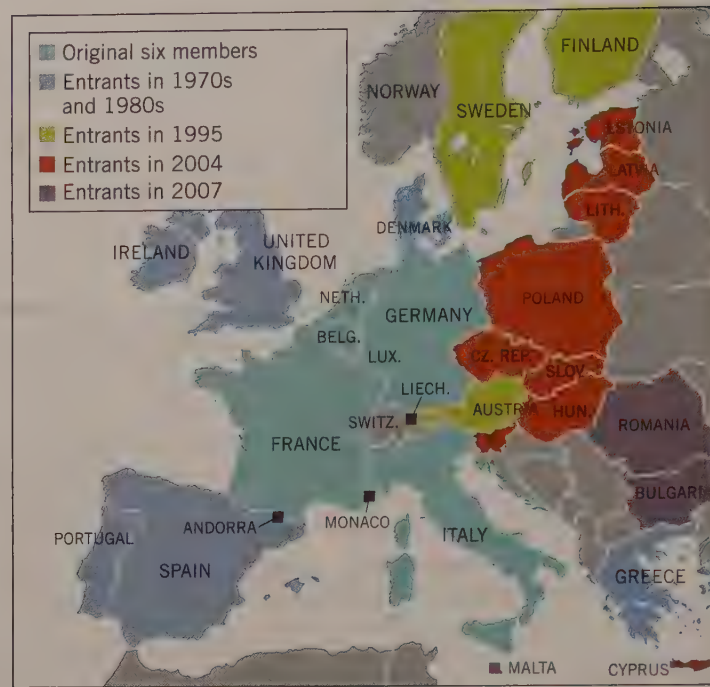 Original six members
Entrants in 1970s
and 1980s
Entrants in 1995
Entrants in 2004
Entrants in 2007
FINLAND
NORWAY
SWEDEN
ESTONIA
LATVIA
LITH.
DENMARK
IRELAND
UNITED
KINGDOM
NETH.
GERMANY
POLAND
BELG.
LUX.
CZ. REP.
SLOV.
LIECH.
AUSTRIA
HUN.
SWITZ.
ROMANIA
FRANCE
BULGARI
ANDORRA
MONACO
ITALY
PORTUGAL
SPAIN
GREECE
MALTA
CYPRUS